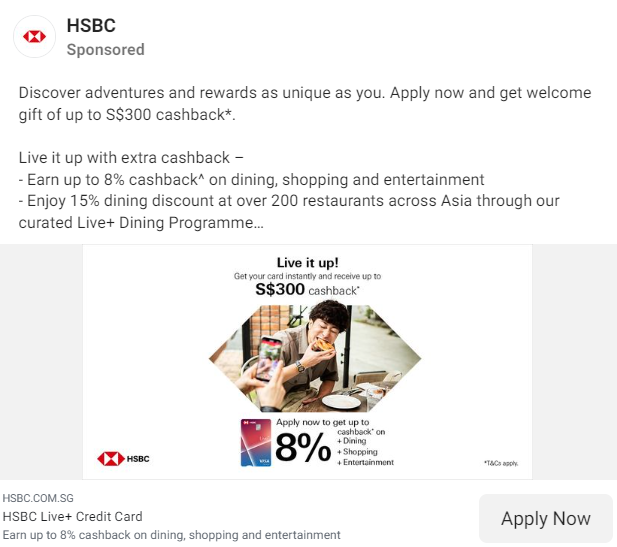 HSBC
Sponsored
Discover adventures and rewards as unique as you. Apply now and get welcome
gift of up to S$300 cashback*.
Live it up with extra cashback –
- Earn up to 8% cashback^ on dining, shopping and entertainment
- Enjoy 15% dining discount at over 200 restaurants across Asia through our
curated Live+ Dining Programme...
Live it up!
Get your card instantly and receive up to
S$300 cashback*
Apply now to get up to
8% cashback* on
+ Dining
+ Shopping
+ Entertainment
VISA
HSBC
*T&Cs apply.
HSBC.COM.SG
HSBC Live+ Credit Card
Earn up to 8% cashback on dining, shopping and entertainment
Apply Now